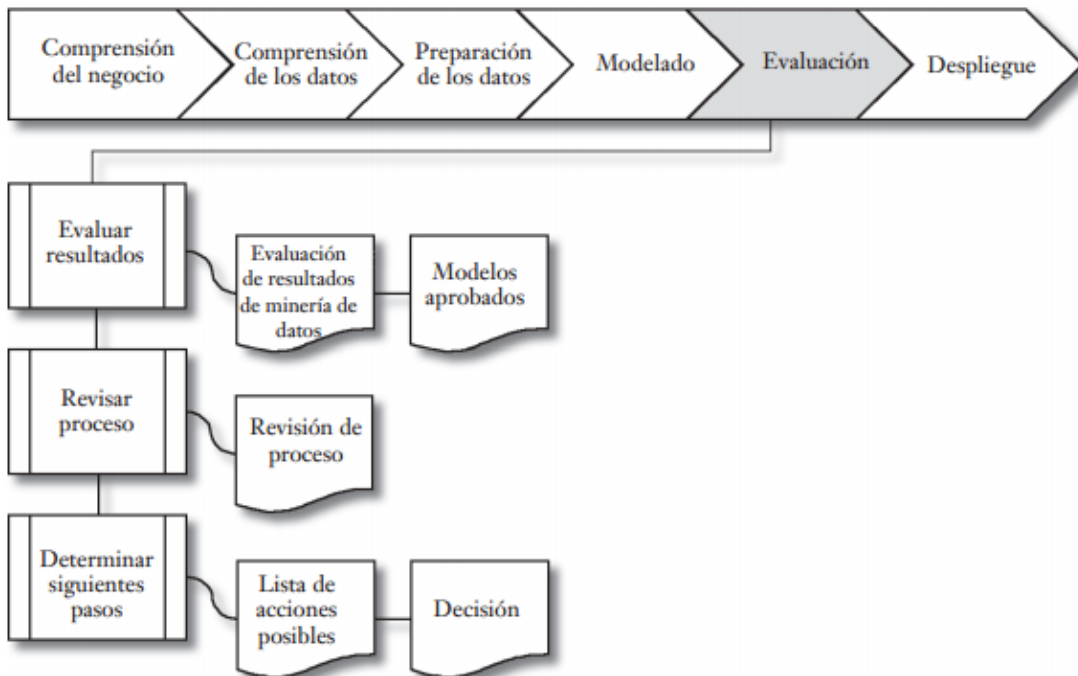 Comprensión
del negocio
Comprensión
de los datos
Preparación
de los datos
Modelado
Evaluación
Despliegue
Evaluar
resultados
Evaluación
de resultados
de minería de
datos
Modelos
aprobados
Revisar
proceso
Revisión de
proceso
Determinar
siguientes
pasos
Lista de
acciones
posibles
Decisión